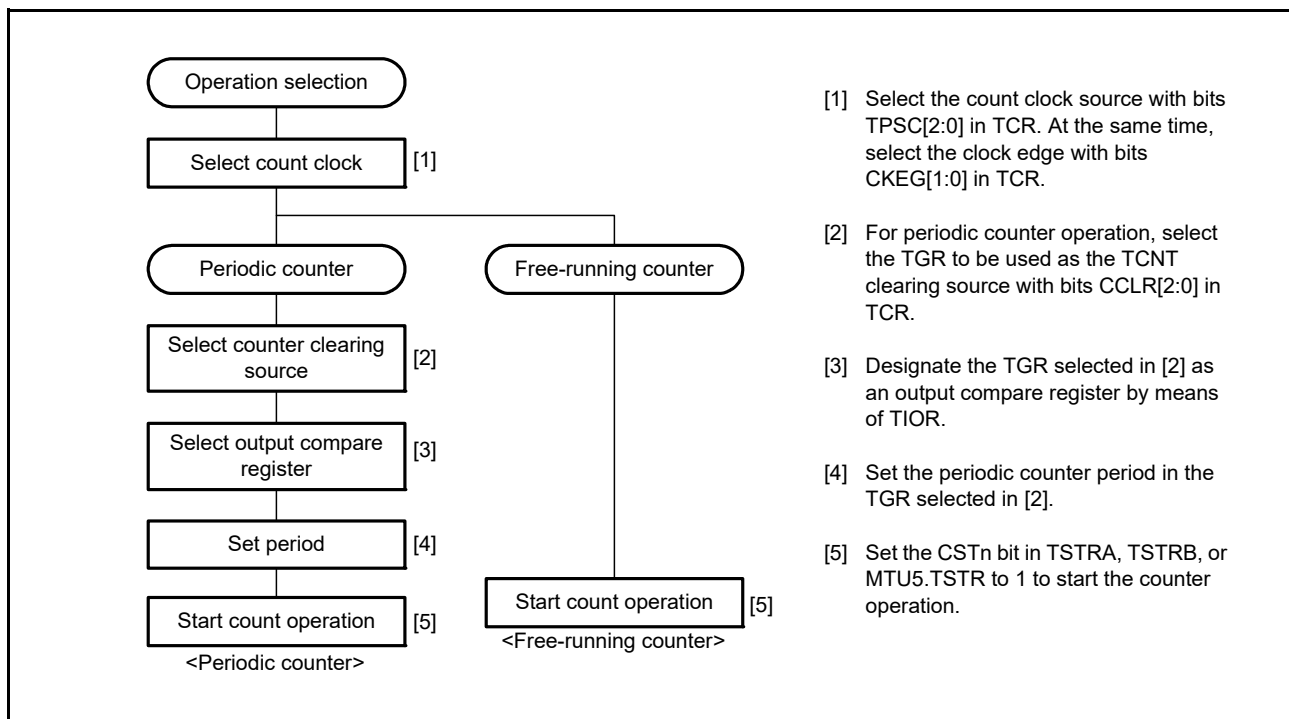 Operation selection
Select count clock
[1]
Periodic counter
Free-running counter
Select counter clearing
source
[2]
Select output compare
register
[3]
Set period
[4]
Start count operation
[5]
<Periodic counter>
Start count operation
[5]
<Free-running counter>
[1] Select the count clock source with bits
TPSC[2:0] in TCR. At the same time,
select the clock edge with bits
CKEG[1:0] in TCR.
[2] For periodic counter operation, select
the TGR to be used as the TCNT
clearing source with bits CCLR[2:0] in
TCR.
[3] Designate the TGR selected in [2] as
an output compare register by means
of TIOR.
[4] Set the periodic counter period in the
TGR selected in [2].
[5] Set the CSTn bit in TSTRA, TSTRB, or
MTU5.TSTR to 1 to start the counter
operation.